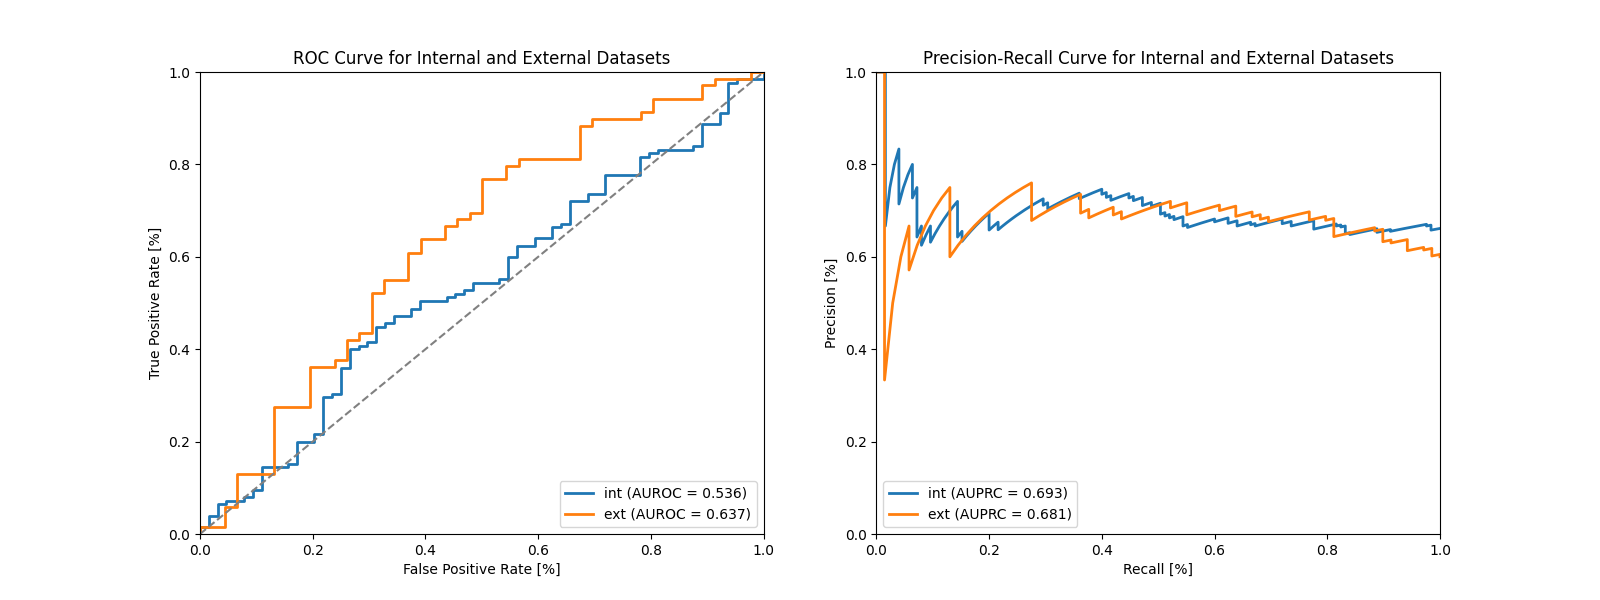 ROC Curve for Internal and External Datasets
True Positive Rate [%]
1.0
0.8
0.6
0.4
0.2
0.0
int (AUROC = 0.536)
ext (AUROC = 0.637)
0.0 0.2 0.4 0.6 0.8 1.0
False Positive Rate [%]
Precision-Recall Curve for Internal and External Datasets
Precision [%]
1.0
0.8
0.6
0.4
0.2
0.0
int (AUPRC = 0.693)
ext (AUPRC = 0.681)
0.0 0.2 0.4 0.6 0.8 1.0
Recall [%]